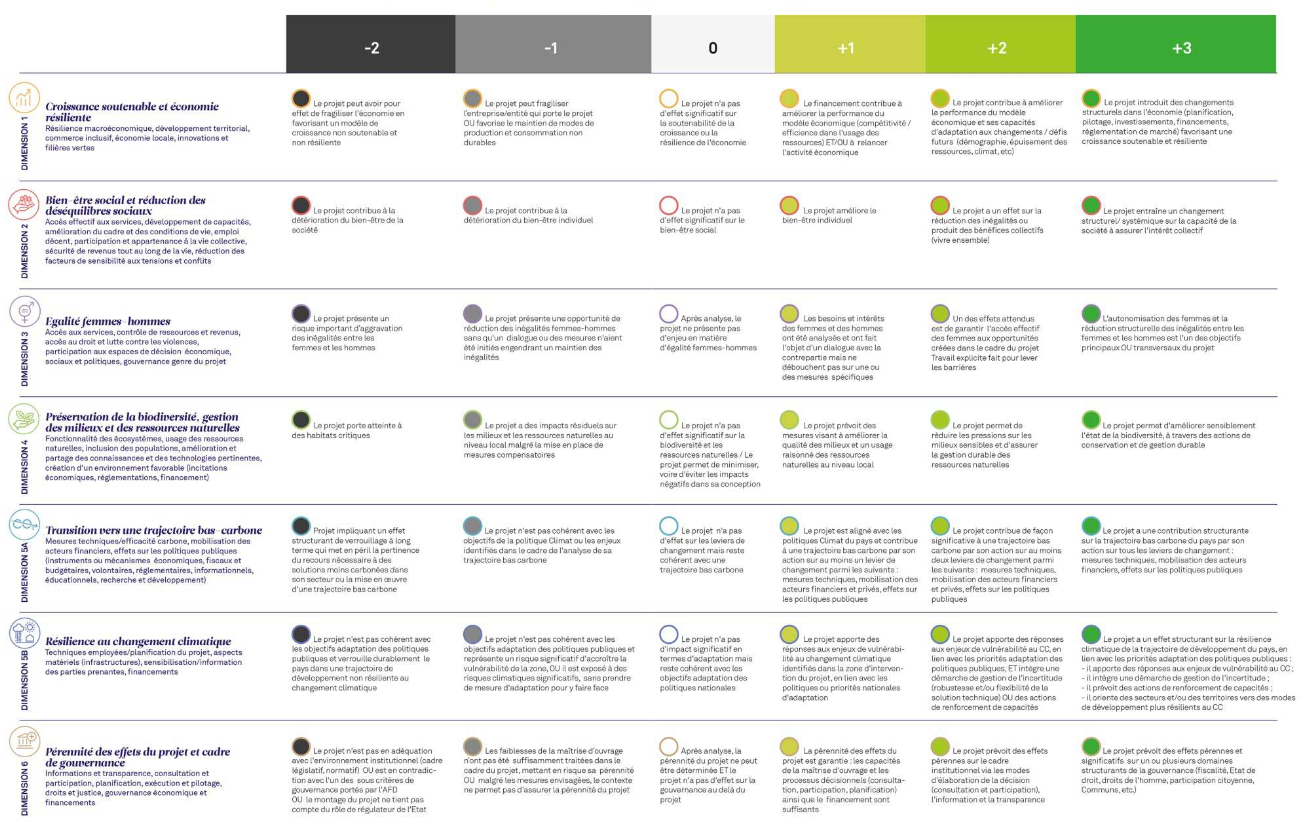 -2
-1
0
+1
+2
+3
DIMENSION 1
Croissance soutenable et économie
résiliente
Résilience macroéconomique, développement territorial,
commerce inclusif, économie locale, innovations et
filières vertes
Le projet peut avoir pour
effet de fragiliser l'économie en
favorisant un modèle de
croissance non soutenable et
non résiliente
Le projet peut fragiliser
l'entreprise/entité qui porte le projet
OU favorise le maintien de modes de
production et consommation non
durables
Le projet n'a pas
d'effet significatif sur
la soutenabilité de la
croissance ou la
résilience de l'économie
Le financement contribue à
améliorer la performance du
modèle économique (compétitivité /
efficience dans l'usage des
ressources) ET/OU à relancer
l'activité économique
Le projet contribue à améliorer
la performance du modèle
économique et ses capacités
d'adaptation aux changements / défis
futurs (démographie, épuisement des
ressources, climat, etc)
Le projet introduit des changements
structurels dans l'économie (planification,
pilotage, investissements, financements,
réglementation de marché) favorisant une
croissance soutenable et résiliente
DIMENSION 2
Bien-être social et réduction des
déséquilibres sociaux
Accès effectif aux services, développement de capacités,
amélioration du cadre et des conditions de vie, emploi
décent, participation et appartenance à la vie collective,
sécurité de revenus tout au long de la vie, réduction des
facteurs de sensibilité aux tensions et conflits
Le projet contribue à la
détérioration du bien-être de la
société
Le projet contribue à la
détérioration du bien-être individuel
Le projet n'a pas
d'effet significatif sur le
bien-être social
Le projet améliore le
bien-être individuel
Le projet a un effet sur la
réduction des inégalités ou
produit des bénéfices collectifs
(vivre ensemble)
Le projet entraîne un changement
structurel/ systémique sur la capacité de la
société à assurer l'intérêt collectif
DIMENSION 3
Egalité femmes-hommes
Accès aux services, contrôle de ressources et revenus,
accès au droit et lutte contre les violences,
participation aux espaces de décision économique,
sociaux et politiques, gouvernance genre du projet
Le projet présente un
risque important d'aggravation
des inégalités entre les
femmes et les hommes
Le projet présente une opportunité de
réduction des inégalités femmes-hommes
sans qu'un dialogue ou des mesures n'aient
été initiés engendrant un maintien des
inégalités
Après analyse, le
projet ne présente pas
d'enjeu en matière
d'égalité femmes-hommes
Les besoins et intérêts
des femmes et des hommes
ont été analysés et ont fait
l'objet d'un dialogue avec la
contrepartie mais ne
débouchent pas sur une ou
des mesures spécifiques
Un des effets attendus
est de garantir l'accès effectif
des femmes aux opportunités
créées dans le cadre du projet
Travail explicite fait pour lever
les barrières
L'autonomisation des femmes et la
réduction structurelle des inégalités entre les
femmes et les hommes est l'un des objectifs
principaux OU transversaux du projet
DIMENSION 4
Préservation de la biodiversité, gestion
des milieux et des ressources naturelles
Fonctionnalité des écosystèmes, usage des ressources
naturelles, inclusion des populations, amélioration et
partage des connaissances et des technologies pertinentes,
création d'un environnement favorable (incitations
économiques, réglementations, financement)
Le projet porte atteinte à
des habitats critiques
Le projet a des impacts résiduels sur
les milieux et les ressources naturelles au
niveau local malgré la mise en place de
mesures compensatoires
Le projet n'a pas
d'effet significatif sur la
biodiversité et les
ressources naturelles / Le
projet permet de minimiser,
voire d'éviter les impacts
négatifs dans sa conception
Le projet prévoit des
mesures visant à améliorer la
qualité des milieux et un usage
raisonné des ressources
naturelles au niveau local
Le projet permet de
réduire les pressions sur les
milieux sensibles et d'assurer
la gestion durable des
ressources naturelles
Le projet permet d'améliorer sensiblement
l'état de la biodiversité, à travers des actions de
conservation et de gestion durable
DIMENSION 5A
Transition vers une trajectoire bas-carbone
Mesures techniques/efficacité carbone, mobilisation des
acteurs financiers, effets sur les politiques publiques
(instruments ou mécanismes économiques, fiscaux et
budgétaires, volontaires, réglementaires, informationnels,
éducationnels, recherche et développement)
Projet impliquant un effet
structurant de verrouillage à long
terme qui met en péril la pertinence
du recours nécessaire à des
solutions moins carbonées dans
son secteur ou la mise en œuvre
d'une trajectoire bas carbone
Le projet n'est pas cohérent avec les
objectifs de la politique Climat ou les enjeux
identifiés dans le cadre de l'analyse de sa
trajectoire bas carbone
Le projet n'a pas
d'effet sur les leviers de
changement mais reste
cohérent avec une
trajectoire bas carbone
Le projet est aligné avec les
politiques Climat du pays et contribue
à une trajectoire bas carbone par son
action sur au moins un levier de
changement parmi les suivants :
mesures techniques, mobilisation des
acteurs financiers et privés, effets sur
les politiques publiques
Le projet contribue de façon
significative à une trajectoire bas
carbone par son action sur au moins
deux leviers de changement parmi
les suivants : mesures techniques,
mobilisation des acteurs financiers
et privés, effets sur les politiques
publiques
Le projet a une contribution structurante
sur la trajectoire bas carbone du pays par son
action sur tous les leviers de changement :
mesures techniques, mobilisation des acteurs
financiers, effets sur les politiques publiques
DIMENSION 5B
Résilience au changement climatique
Techniques employées/planification du projet, aspects
matériels (infrastructures), sensibilisation/information
des parties prenantes, financements
Le projet n'est pas cohérent avec
les objectifs adaptation des politiques
publiques et verrouille durablement le
pays dans une trajectoire de
développement non résiliente au
changement climatique
Le projet n'est pas cohérent avec les
objectifs adaptation des politiques publiques et
représente un risque significatif d'accroître la
vulnérabilité de la zone, OU il est exposé à des
risques climatiques significatifs, sans prendre
de mesure d'adaptation pour y faire face
Le projet n'a pas
d'impact significatif en
termes d'adaptation mais
reste cohérent avec les
objectifs adaptation des
politiques nationales
Le projet apporte des
réponses aux enjeux de vulnérabi-
lité au changement climatique
identifiés dans la zone d'interven-
tion du projet, en lien avec les
politiques ou priorités nationales
d'adaptation
Le projet apporte des réponses
aux enjeux de vulnérabilité au CC, en
lien avec les priorités adaptation des
politiques publiques, ET intègre une
démarche de gestion de l'incertitude
(robustesse et/ou flexibilité de la
solution technique) OU des actions
de renforcement de capacités
Le projet a un effet structurant sur la résilience
climatique de la trajectoire de développement du pays, en
lien avec les priorités adaptation des politiques publiques :
- il apporte des réponses aux enjeux de vulnérabilité au CC ;
- il intègre une démarche de gestion de l'incertitude ;
- il prévoit des actions de renforcement de capacités ;
- il oriente des secteurs et/ou des territoires vers des modes
de développement plus résilients au CC
DIMENSION 6
Pérennité des effets du projet et cadre
de gouvernance
Informations et transparence, consultation et
participation, planification, exécution et pilotage,
droits et justice, gouvernance économique et
financements
Le projet n'est pas en adéquation
avec l'environnement institutionnel (cadre
législatif, normatif) OU est en contradic-
tion avec l'un des sous critères de
gouvernance portés par l'AFD
OU le montage du projet ne tient pas
compte du rôle de régulateur de l'Etat
Les faiblesses de la maîtrise d'ouvrage
n'ont pas été suffisamment traitées dans le
cadre du projet, mettant en risque sa pérennité
OU malgré les mesures envisagées, le contexte
ne permet pas d'assurer la pérennité du projet
Après analyse, la
pérennité du projet ne peut
être déterminée ET le
projet n'a pas d'effet sur la
gouvernance au delà du
projet
La pérennité des effets du
projet est garantie : les capacités
de la maîtrise d'ouvrage et les
processus décisionnels (consulta-
tion, participation, planification)
ainsi que le financement sont
suffisants
Le projet prévoit des effets
pérennes sur le cadre
institutionnel via les modes
d'élaboration de la décision
(consultation et participation),
l'information et la transparence
Le projet prévoit des effets pérennes et
significatifs sur un ou plusieurs domaines
structurants de la gouvernance (fiscalité, Etat de
droit, droits de l'homme, participation citoyenne,
Communs, etc.)